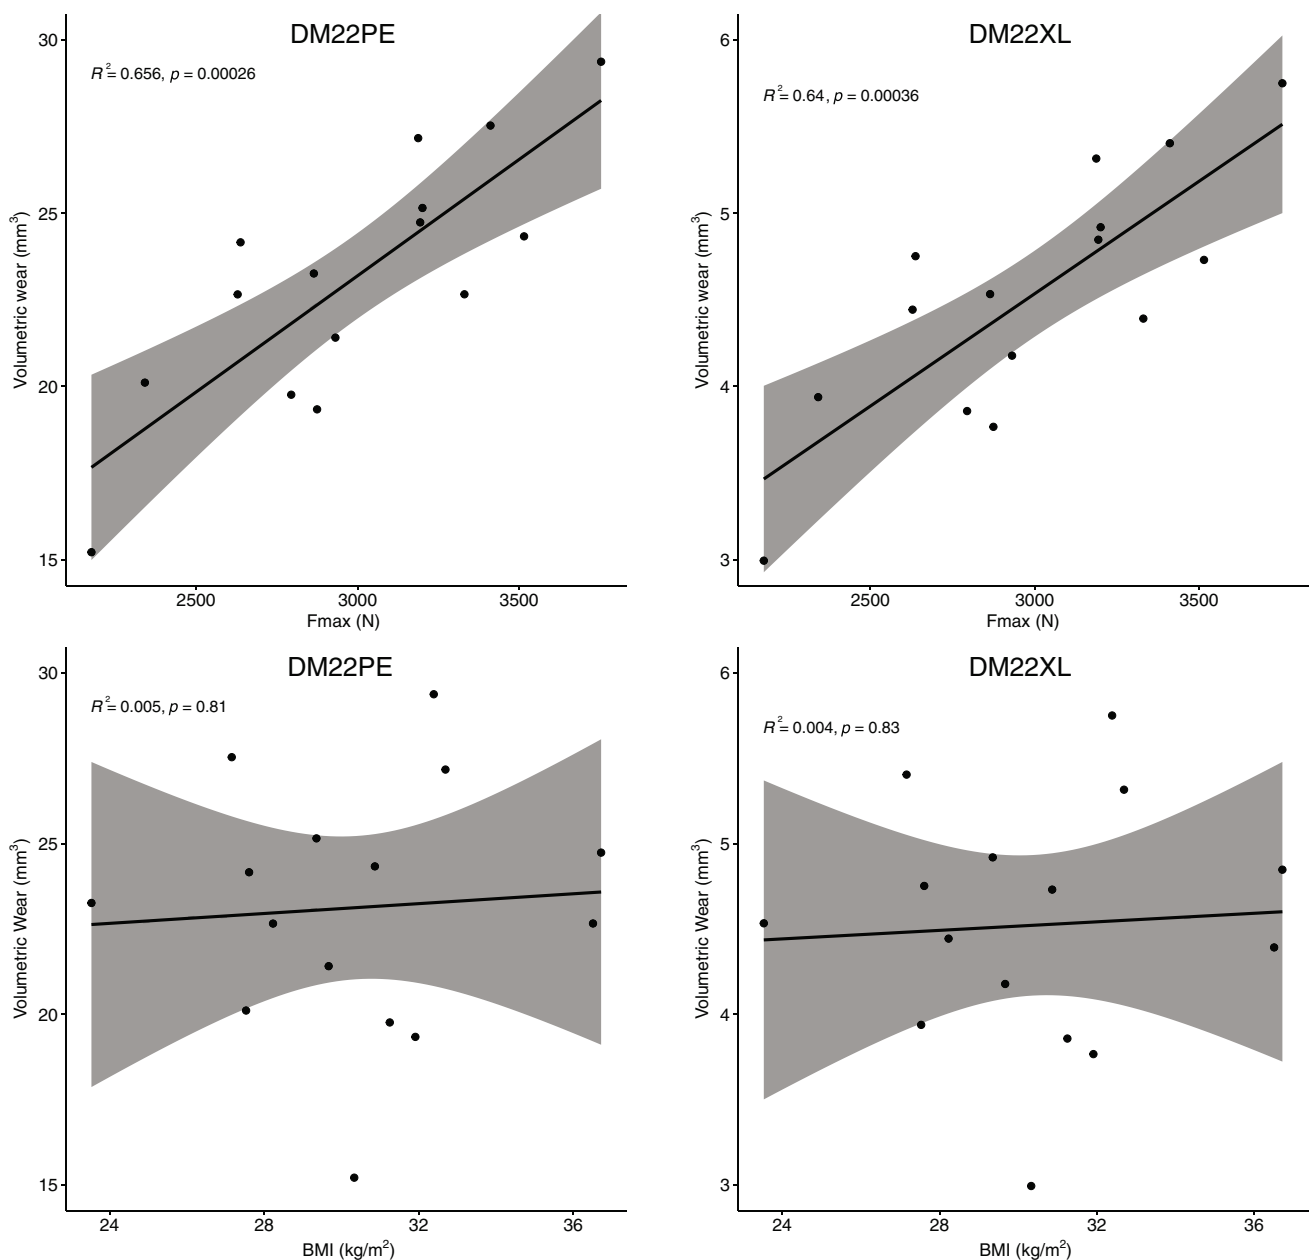 DM22PE
R²= 0.656, p = 0.00026
30
25
20
15
Volumetric wear (mm³)
2500 3000 3500
Fmax (N)
DM22XL
R²= 0.64, p = 0.00036
6
5
4
3
Volumetric wear (mm³)
2500 3000 3500
Fmax (N)
DM22PE
R²= 0.005, p = 0.81
30
25
20
15
Volumetric Wear (mm³)
24 28 32 36
BMI (kg/m²)
DM22XL
R²= 0.004, p = 0.83
6
5
4
3
Volumetric Wear (mm³)
24 28 32 36
BMI (kg/m²)